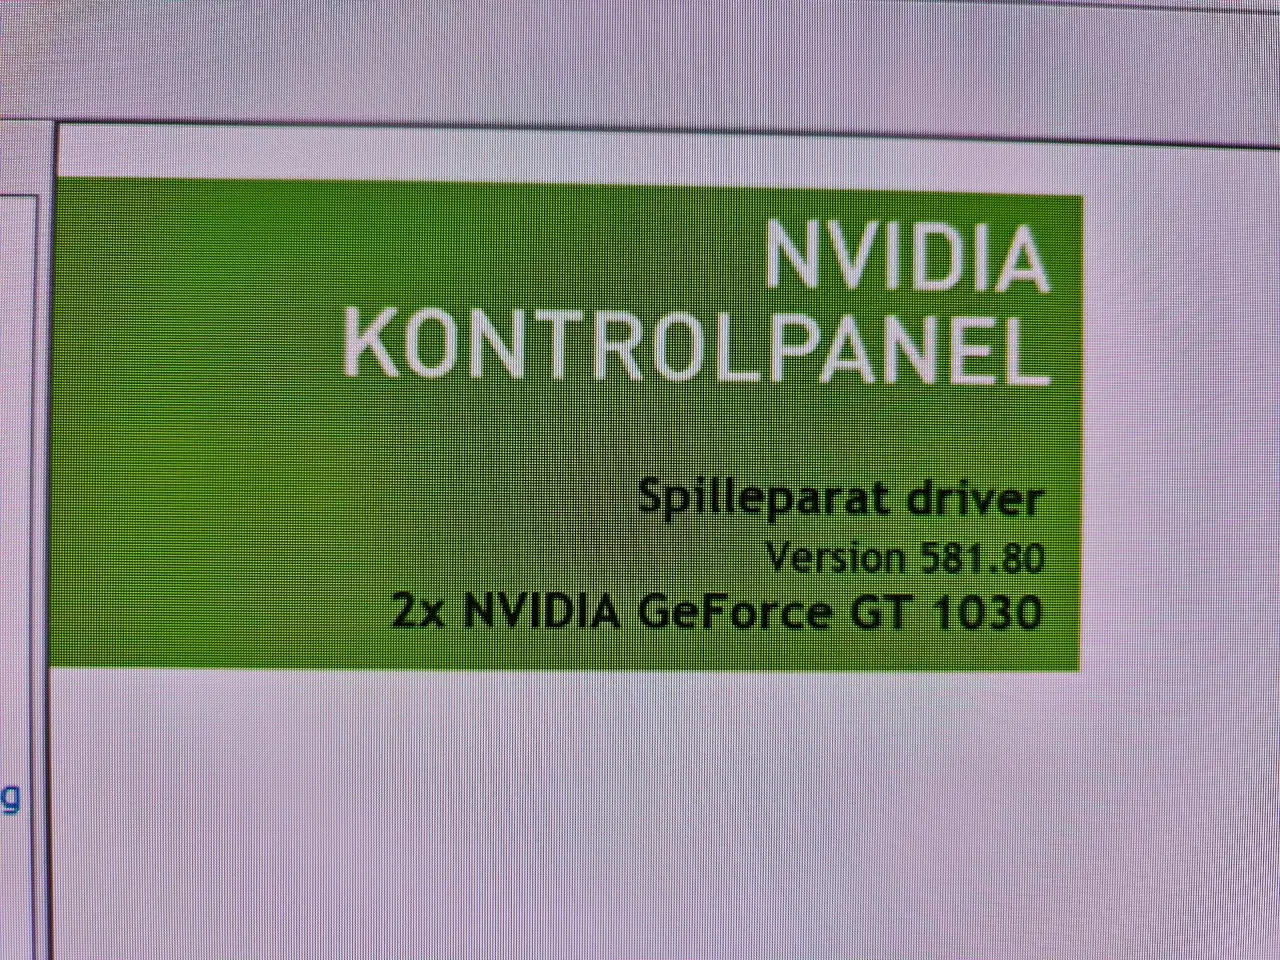 NVIDIA
KONTROLPANEL
Spilleparat driver
Version 581.80
2x NVIDIA GeForce GT 1030
g